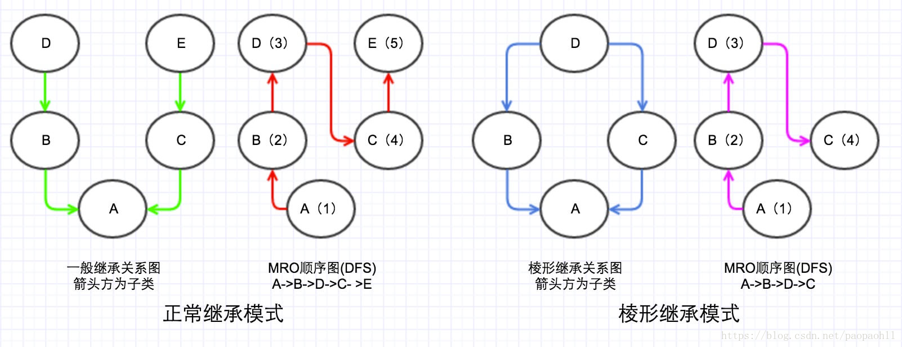 D
E
D（3）
E（5）
D
D（3）
B
C
B（2）
C（4）
B
C
B（2）
C（4）
A
A（1）
A
A（1）
一般继承关系图
箭头方为子类
MRO顺序图(DFS)
A->B->D->C- >E
棱形继承关系图
箭头方为子类
MRO顺序图(DFS)
A->B->D->C
正常继承模式
棱形继承模式
https://blog.csdn.net/paopaohll